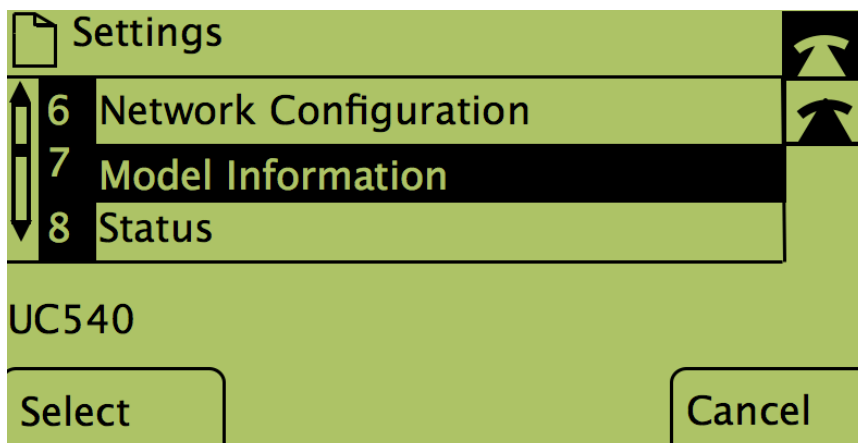 Settings
6 Network Configuration
7 Model Information
8 Status
UC540
Select Cancel